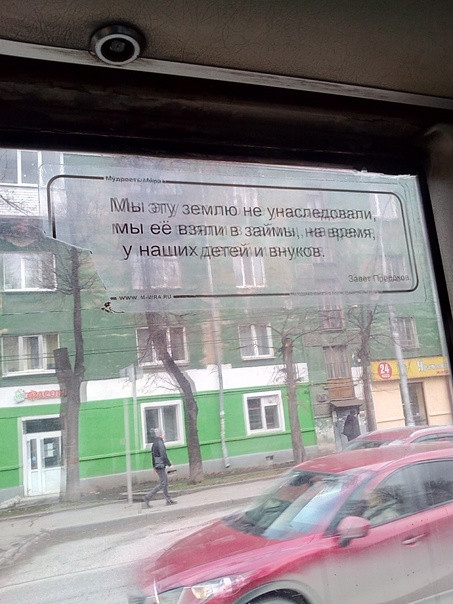 Мудрость Мира
Мы эту землю не унаследовали,
мы её взяли в займы, на время,
у наших детей и внуков.
Завет Предков
WWW. M-MIRA.RU
24